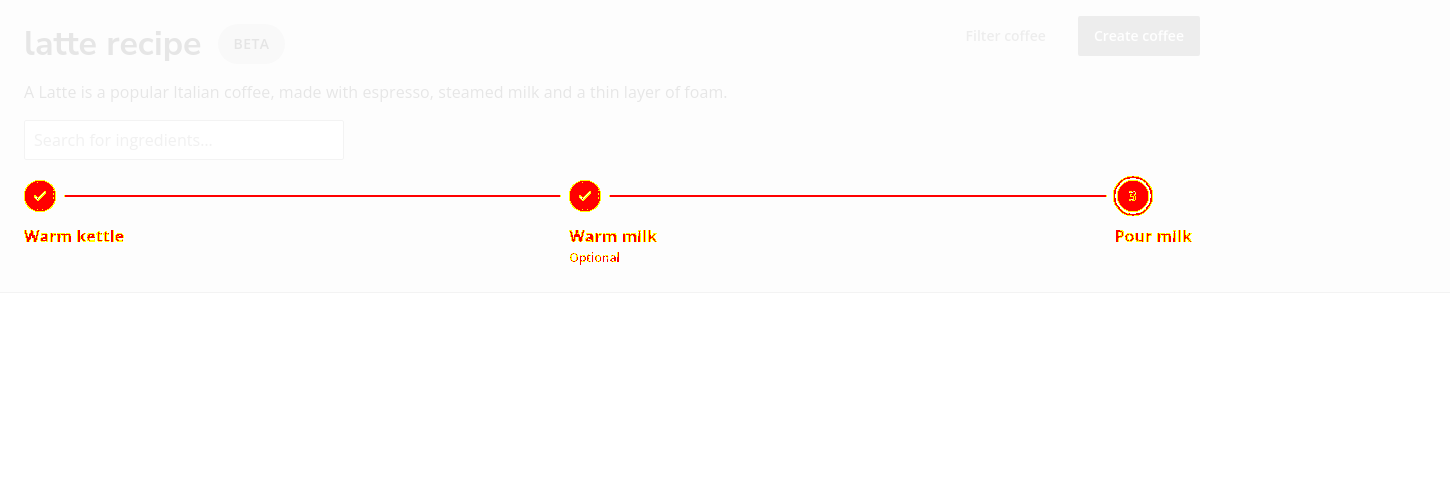 latte recipe BETA Filter coffee Create coffee
A Latte is a popular Italian coffee, made with espresso, steamed milk and a thin layer of foam.
Search for ingredients...
3
Warm kettle Warm milk Pour milk
Optional